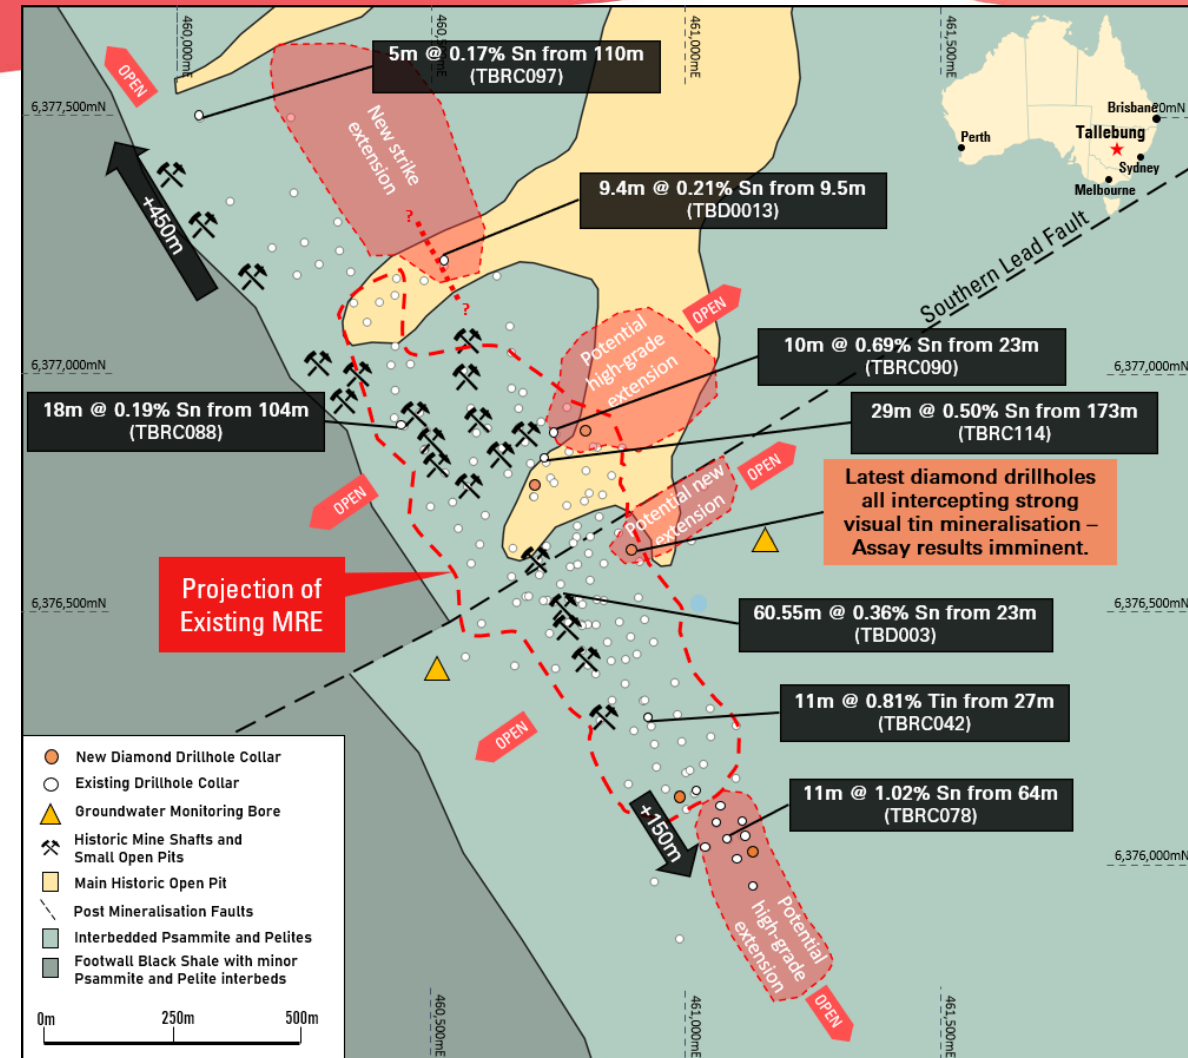 460,000mE
460,500mE
461,000mE
461,500mE
5m @ 0.17% Sn from 110m
(TBRC097)
OPEN
6,377,500mN
New strike
extension
Brisbane
20mN
Perth
Tallebung
Sydney
Melbourne
9.4m @ 0.21% Sn from 9.5m
(TBD0013)
+450m
?
?
Southern Lead Fault
OPEN
Potential
high-grade
extension
10m @ 0.69% Sn from 23m
(TBRC090)
6,377,000mN
6,377,000mN
18m @ 0.19% Sn from 104m
(TBRC088)
29m @ 0.50% Sn from 173m
(TBRC114)
OPEN
OPEN
Potential new
extension
Latest diamond drillholes
all intercepting strong
visual tin mineralisation –
Assay results imminent.
Projection of
Existing MRE
6,376,500mN
6,376,500mN
60.55m @ 0.36% Sn from 23m
(TBD003)
11m @ 0.81% Tin from 27m
(TBRC042)
OPEN
11m @ 1.02% Sn from 64m
(TBRC078)
+150m
6,376,000mN
Potential
high-grade
extension
OPEN
New Diamond Drillhole Collar
Existing Drillhole Collar
Groundwater Monitoring Bore
Historic Mine Shafts and
Small Open Pits
Main Historic Open Pit
Post Mineralisation Faults
Interbedded Psammite and Pelites
Footwall Black Shale with minor
Psammite and Pelite interbeds
0m
250m
500m
460,500mE
461,000mE
461,500mE